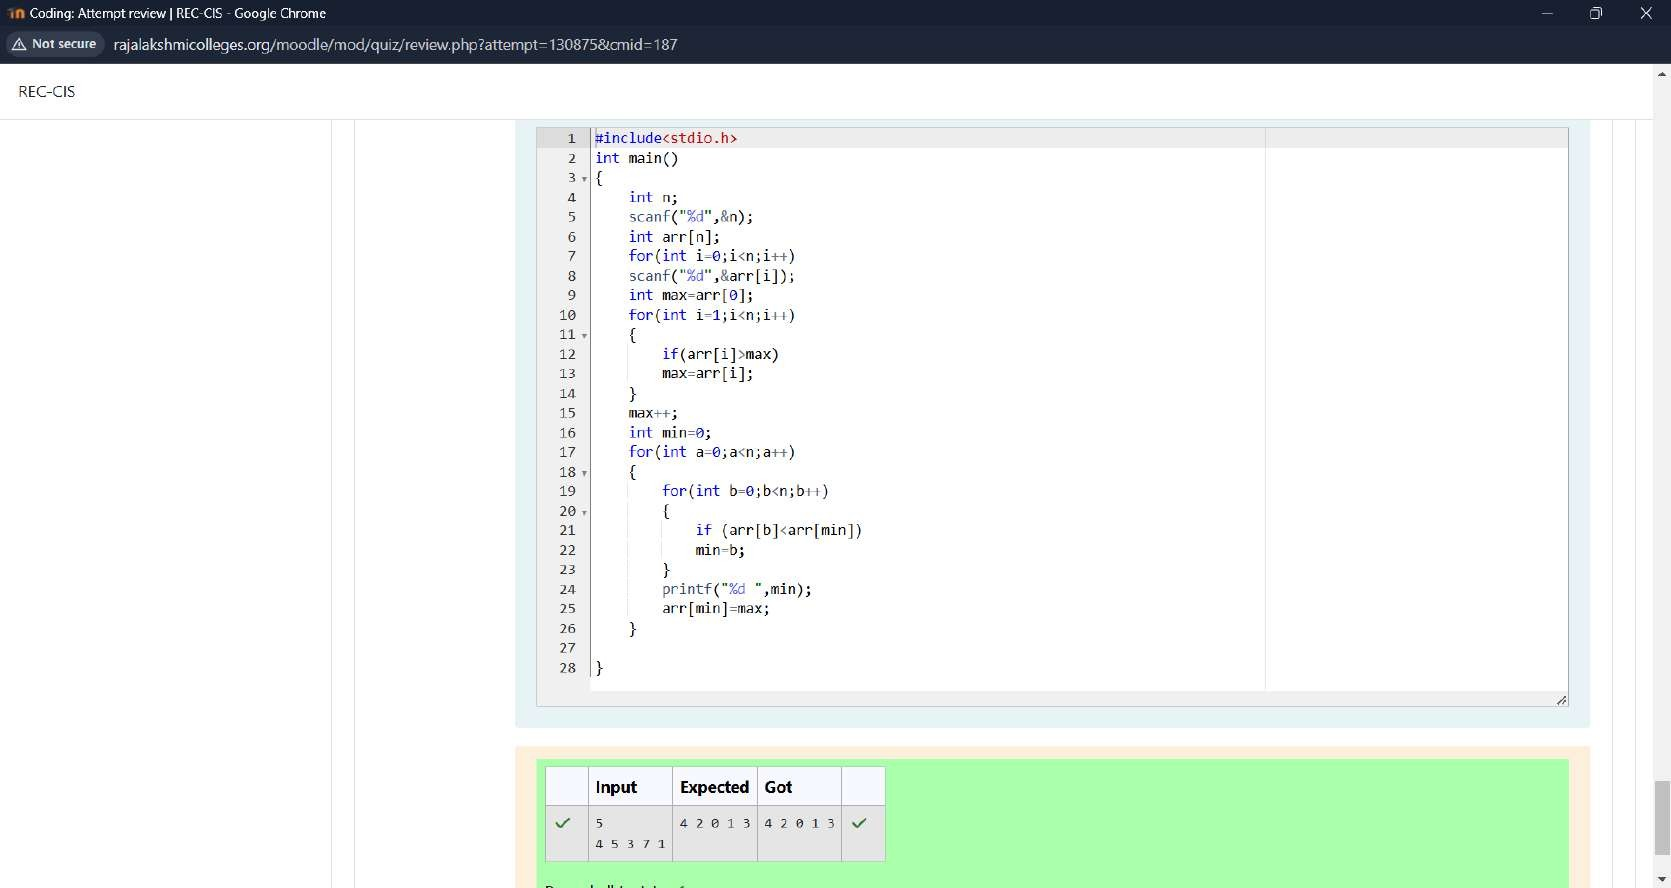 Coding: Attempt review | REC-CIS - Google Chrome
Not secure rajalakshmicolleges.org/moodle/mod/quiz/review.php?attempt=130875&cmid=187
REC-CIS
1 #include<stdio.h>
2 int main()
3 {
4 int n;
5 scanf("%d",&n);
6 int arr[n];
7 for(int i=0;i<n;i++)
8 scanf("%d",&arr[i]);
9 int max=arr[0];
10 for(int i=1;i<n;i++)
11 {
12 if(arr[i]>max)
13 max=arr[i];
14 }
15 max++;
16 int min=0;
17 for(int a=0;a<n;a++)
18 {
19 for(int b=0;b<n;b++)
20 {
21 if (arr[b]<arr[min])
22 min=b;
23 }
24 printf("%d ",min);
25 arr[min]=max;
26 }
27
28 }
Input Expected Got
5 4 2 0 1 3 4 2 0 1 3
4 5 3 7 1